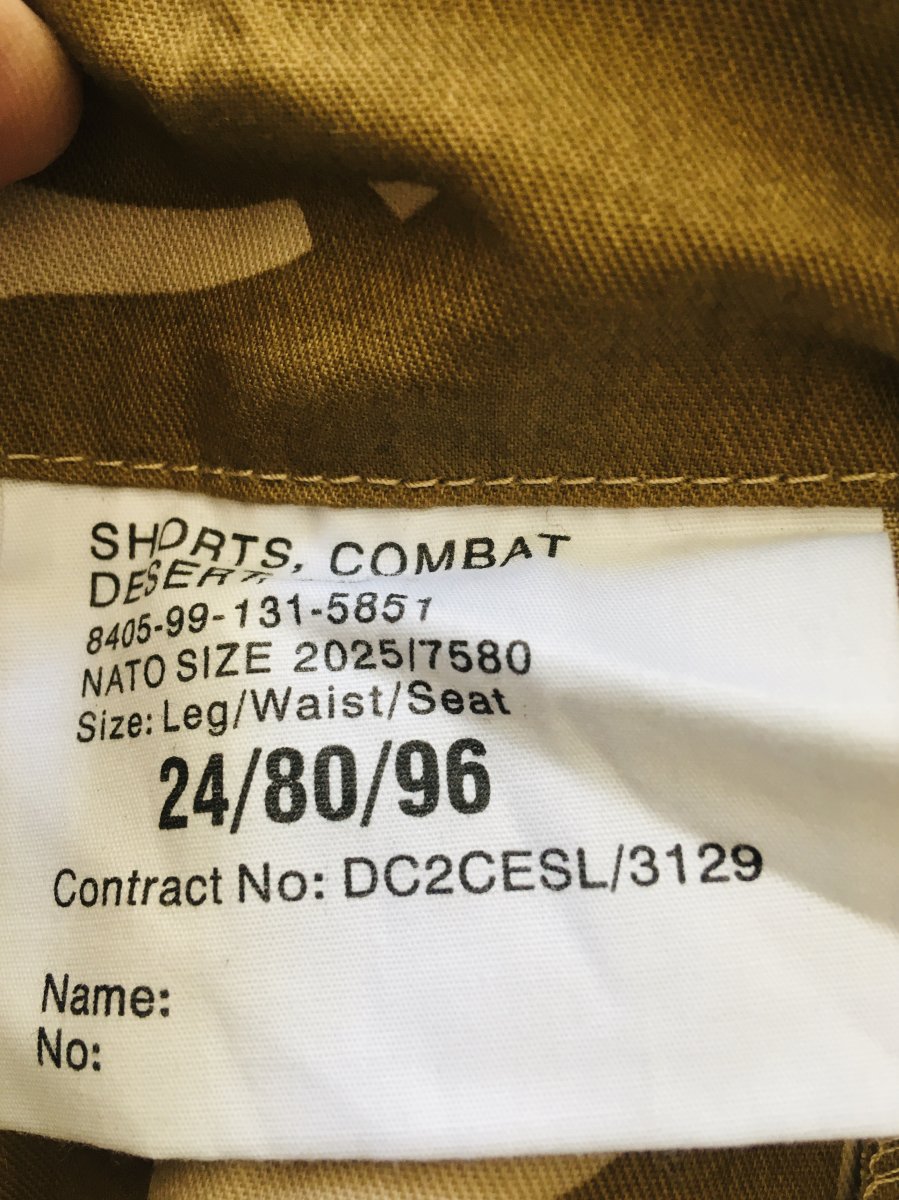 SHORTS, COMBAT
DESERT
8405-99-131-5851
NATO SIZE 2025/7580
Size: Leg/Waist/Seat
24/80/96
Contract No: DC2CESL/3129
Name:
No: